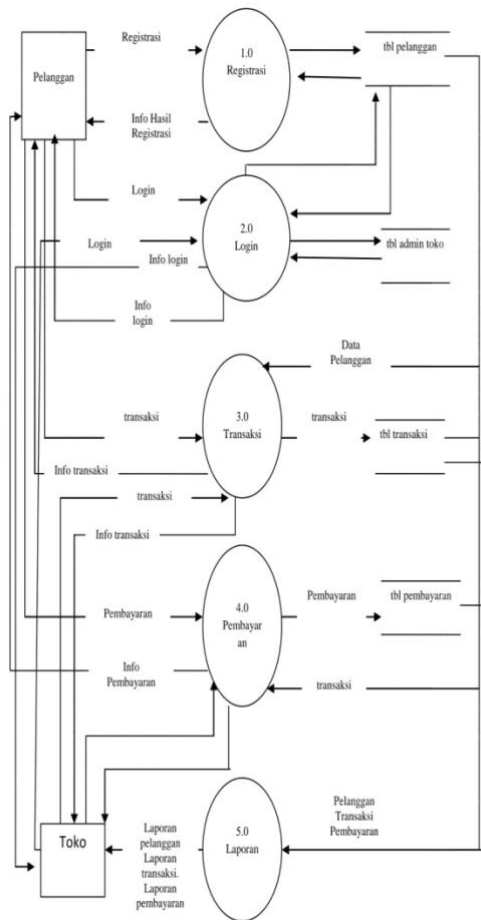 Registrasi
1.0
Registrasi
tbl pelanggan
Pelanggan
Info Hasil
Registrasi
Login
2.0
Login
Login
Info login
tbl admin toko
Info
login
Data
Pelanggan
3.0
Transaksi
transaksi
transaksi
tbl transaksi
Info transaksi
transaksi
Info transaksi
4.0
Pembayar
an
Pembayaran
Pembayaran
tbl pembayaran
Info
Pembayaran
transaksi
Toko
Laporan
pelanggan
Laporan
transaksi.
Laporan
pembayaran
5.0
Laporan
Pelanggan
Transaksi
Pembayaran